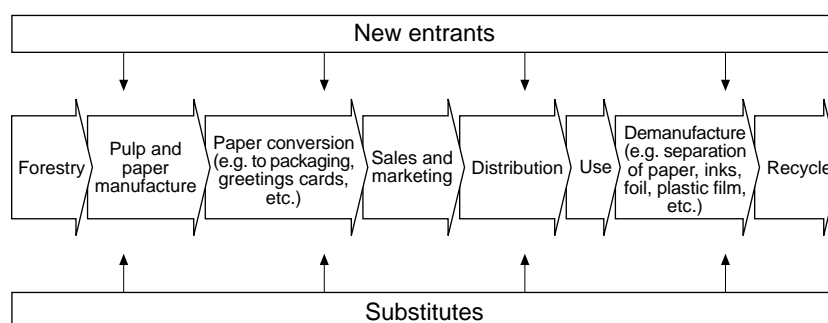 New entrants
Forestry
Pulp and
paper
manufacture
Paper conversion
(e.g. to packaging,
greetings cards,
etc.)
Sales and
marketing
Distribution
Use
Demanufacture
(e.g. separation
of paper, inks,
foil, plastic film,
etc.)
Recycle
Substitutes